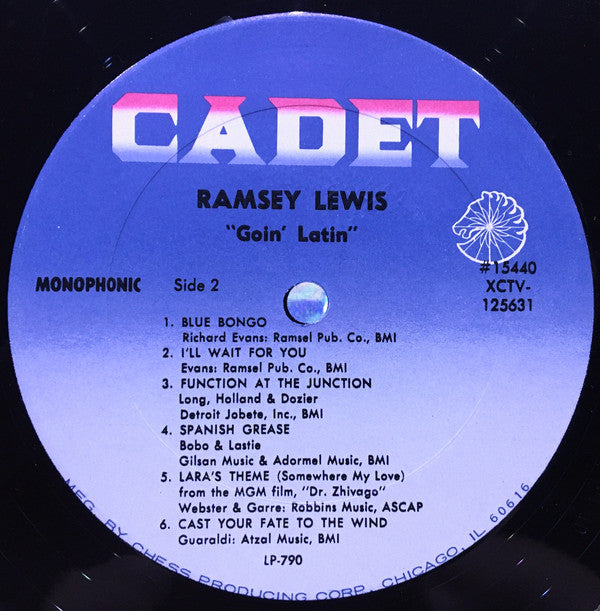 CADET
RAMSEY LEWIS
"Goin' Latin"
MONOPHONIC Side 2
#15440
XCTV-
125631
1. BLUE BONGO
Richard Evans: Ramsel Pub. Co., BMI
2. I'LL WAIT FOR YOU
Evans: Ramsel Pub. Co., BMI
3. FUNCTION AT THE JUNCTION
Long, Holland & Dozier
Detroit Jobete, Inc., BMI
4. SPANISH GREASE
Bobo & Lastie
Gilsan Music & Adormel Music, BMI
5. LARA'S THEME (Somewhere My Love)
from the MGM film, "Dr. Zhivago"
Webster & Garre: Robbins Music, ASCAP
6. CAST YOUR FATE TO THE WIND
Guaraldi: Atzal Music, BMI
LP-790
MFG. BY CHESS PRODUCING CORP., CHICAGO, IL 60616